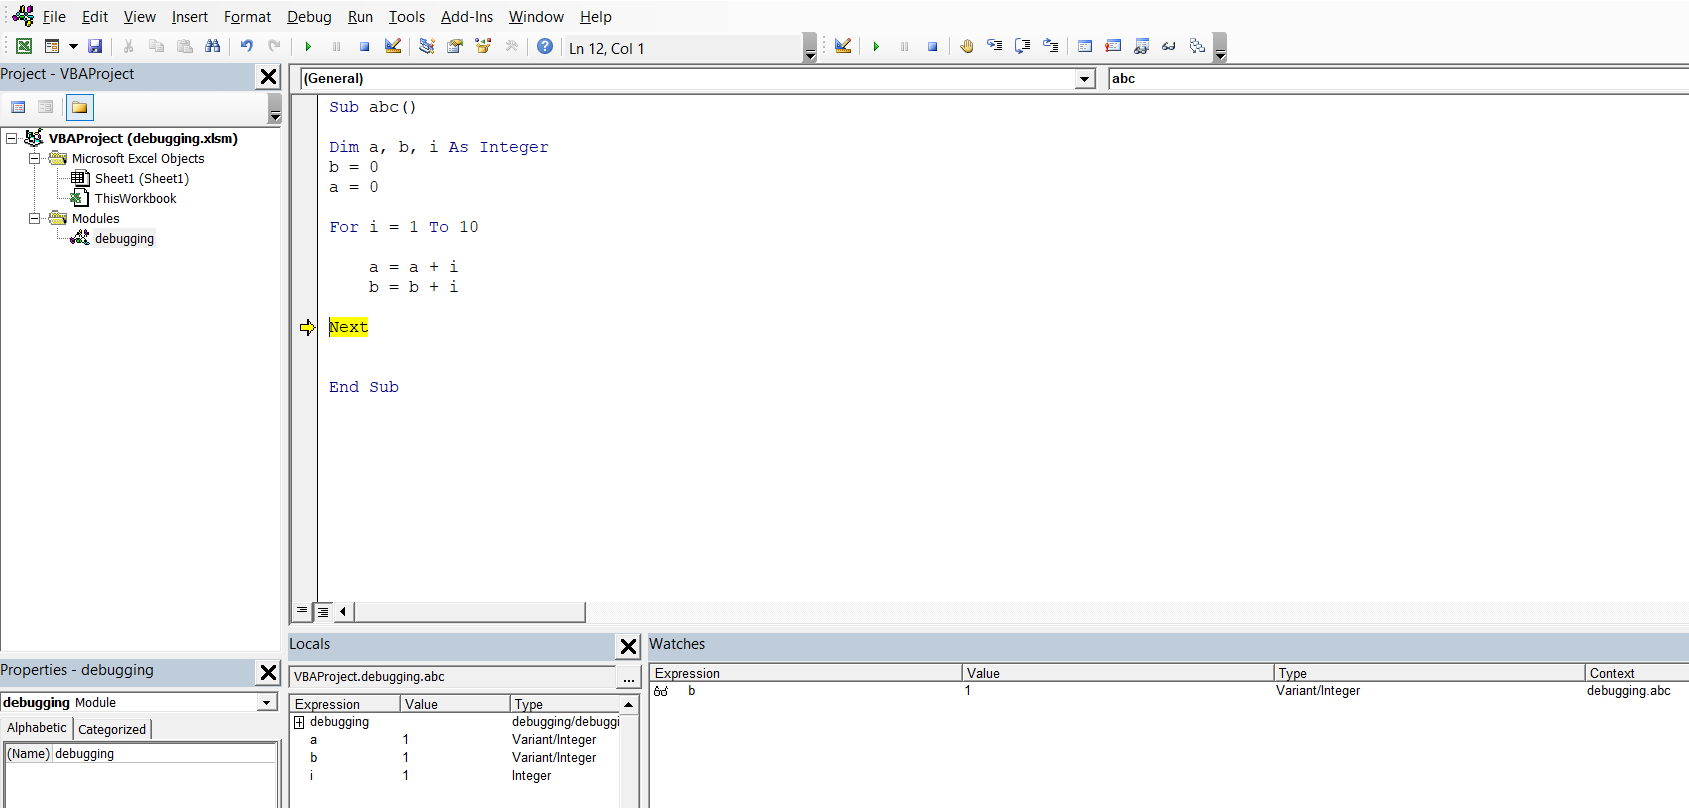 File Edit View Insert Format Debug Run Tools Add-Ins Window Help
Ln 12, Col 1
Project - VBAProject
VBAProject (debugging.xlsm)
Microsoft Excel Objects
Sheet1 (Sheet1)
ThisWorkbook
Modules
debugging
(General)
abc
Sub abc()
Dim a, b, i As Integer
b = 0
a = 0
For i = 1 To 10
a = a + i
b = b + i
Next
End Sub
Properties - debugging
debugging Module
Alphabetic Categorized
(Name) debugging
Locals
VBAProject.debugging.abc
...
Expression Value Type
debugging debugging/debuggi
a 1 Variant/Integer
b 1 Variant/Integer
i 1 Integer
Watches
Expression Value Type Context
b 1 Variant/Integer debugging.abc